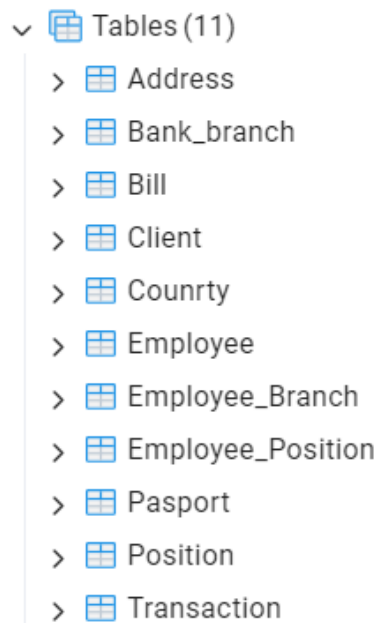 Tables (11)
Address
Bank_branch
Bill
Client
Counrty
Employee
Employee_Branch
Employee_Position
Pasport
Position
Transaction